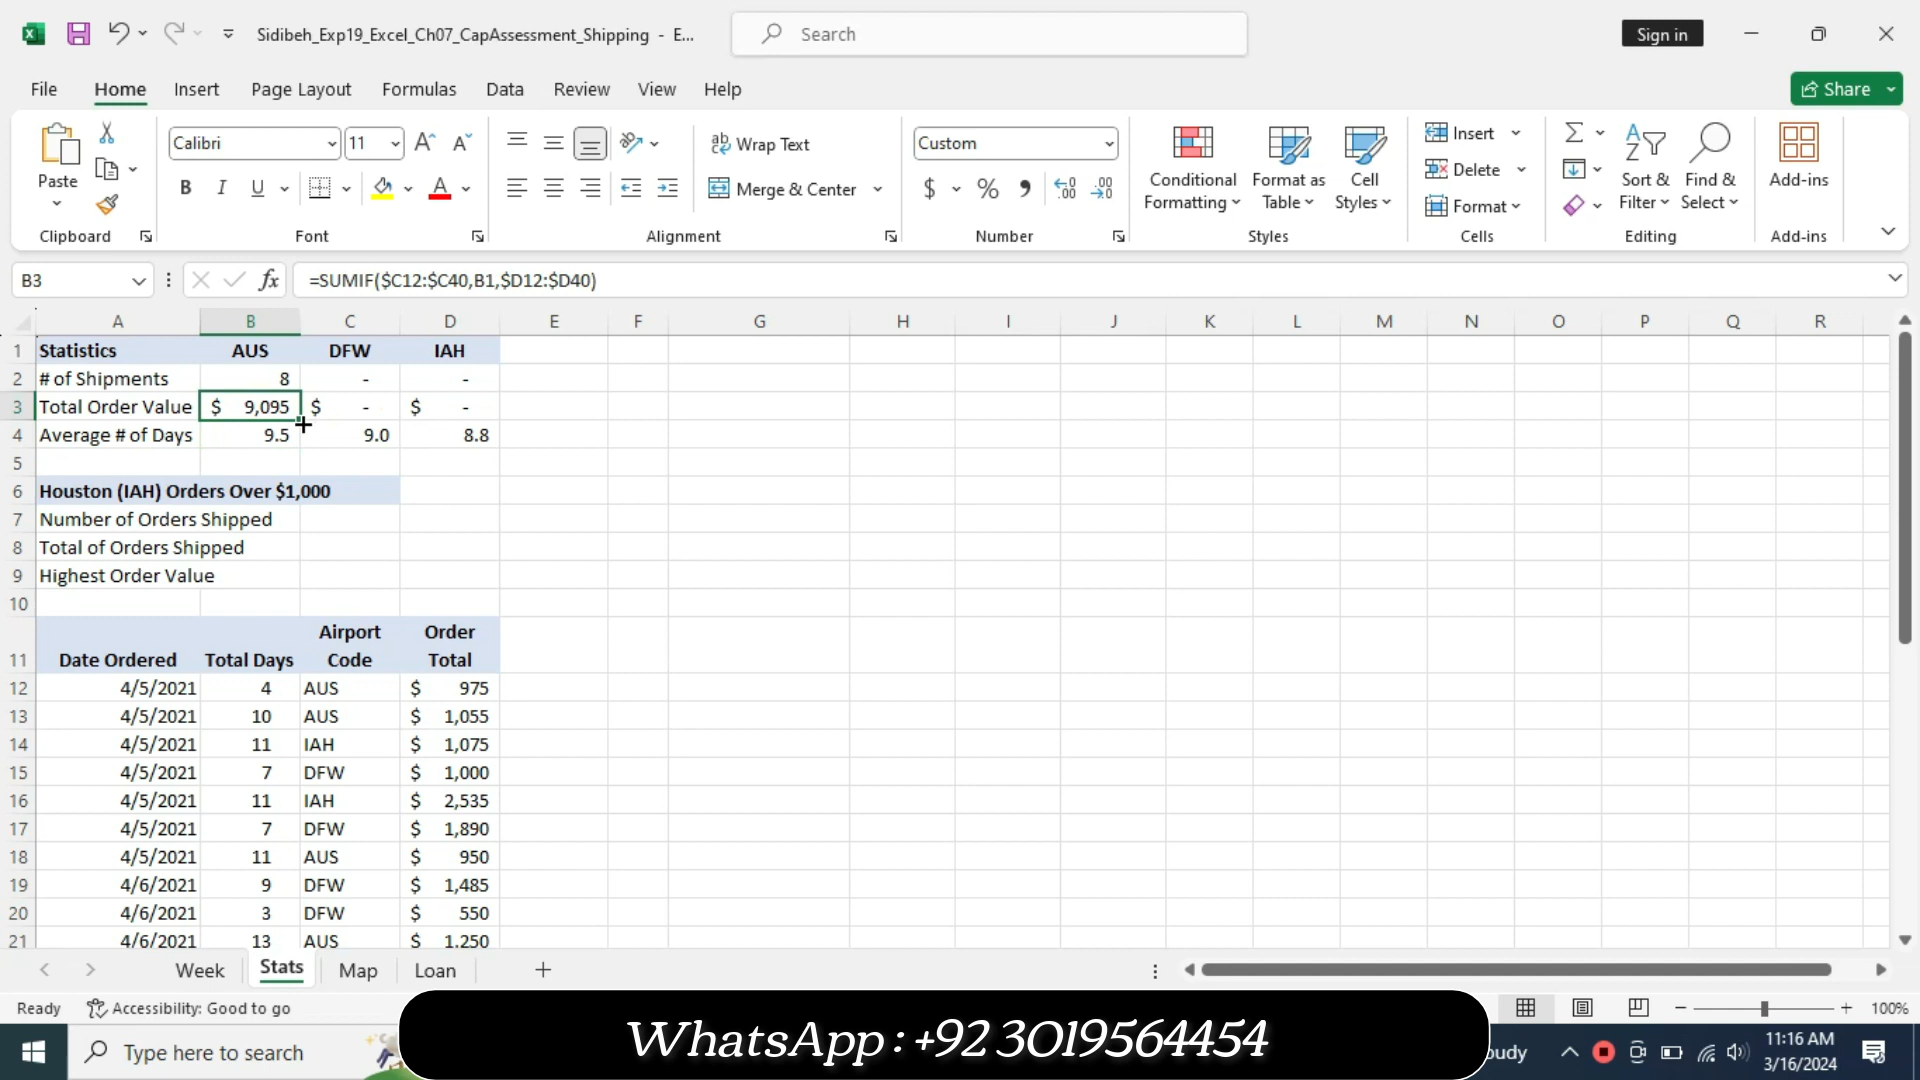 Sidibeh_Exp19_Excel_Ch07_CapAssessment_Shipping - E...
Search
Sign in
File Home Insert Page Layout Formulas Data Review View Help
Share
Paste
Clipboard
Calibri 11
B I U
Font
Wrap Text
Merge & Center
Alignment
Custom
$ % ,
Number
Conditional Formatting
Format as Table
Cell Styles
Styles
Insert
Delete
Format
Cells
Sort & Filter
Find & Select
Editing
Add-ins
Add-ins
B3
fx
=SUMIF($C12:$C40,B1,$D12:$D40)
A B C D E F G H I J K L M N O P Q R
1 Statistics AUS DFW IAH
2 # of Shipments 8 - -
3 Total Order Value $ 9,095 $ - $ -
4 Average # of Days 9.5 9.0 8.8
5
6 Houston (IAH) Orders Over $1,000
7 Number of Orders Shipped
8 Total of Orders Shipped
9 Highest Order Value
10
11 Date Ordered Total Days Airport Code Order Total
12 4/5/2021 4 AUS $ 975
13 4/5/2021 10 AUS $ 1,055
14 4/5/2021 11 IAH $ 1,075
15 4/5/2021 7 DFW $ 1,000
16 4/5/2021 11 IAH $ 2,535
17 4/5/2021 7 DFW $ 1,890
18 4/5/2021 11 AUS $ 950
19 4/6/2021 9 DFW $ 1,485
20 4/6/2021 3 DFW $ 550
21 4/6/2021 13 AUS $ 1,250
Week Stats Map Loan
Ready Accessibility: Good to go
100%
WhatsApp : +92 3019564454
Type here to search
oudy
11:16 AM
3/16/2024